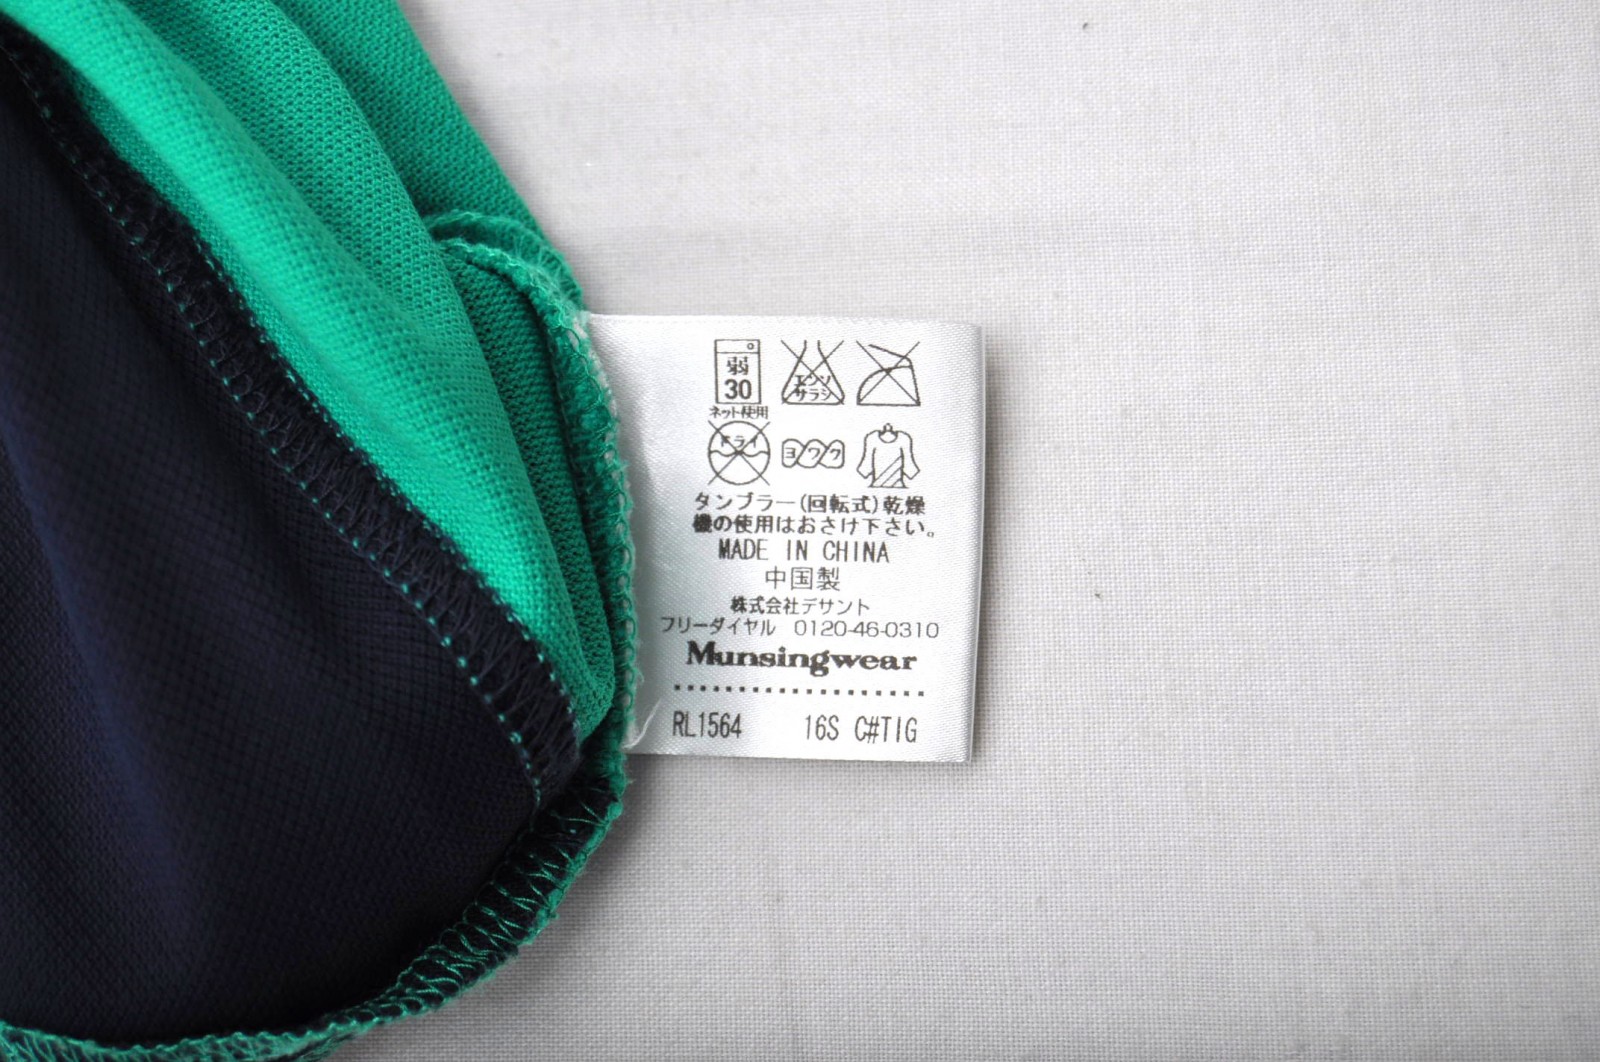 弱
30
ネット使用
エンソ
サラシ
ドライ
ヨワク
タンブラー(回転式)乾燥
機の使用はおさけ下さい。
MADE IN CHINA
中国製
株式会社デサント
フリーダイヤル 0120-46-0310
Munsingwear
RL1564 16S C#TIG